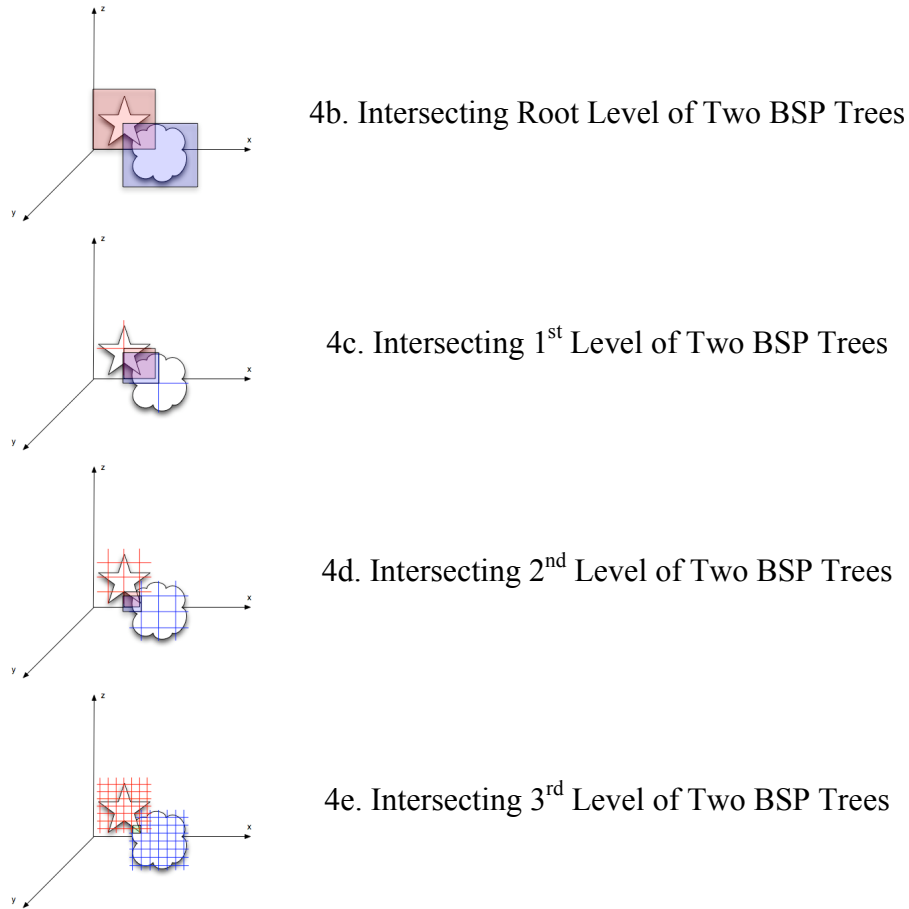 z
4b. Intersecting Root Level of Two BSP Trees
x
y
z
4c. Intersecting 1st Level of Two BSP Trees
x
y
z
4d. Intersecting 2nd Level of Two BSP Trees
x
y
z
4e. Intersecting 3rd Level of Two BSP Trees
x
y